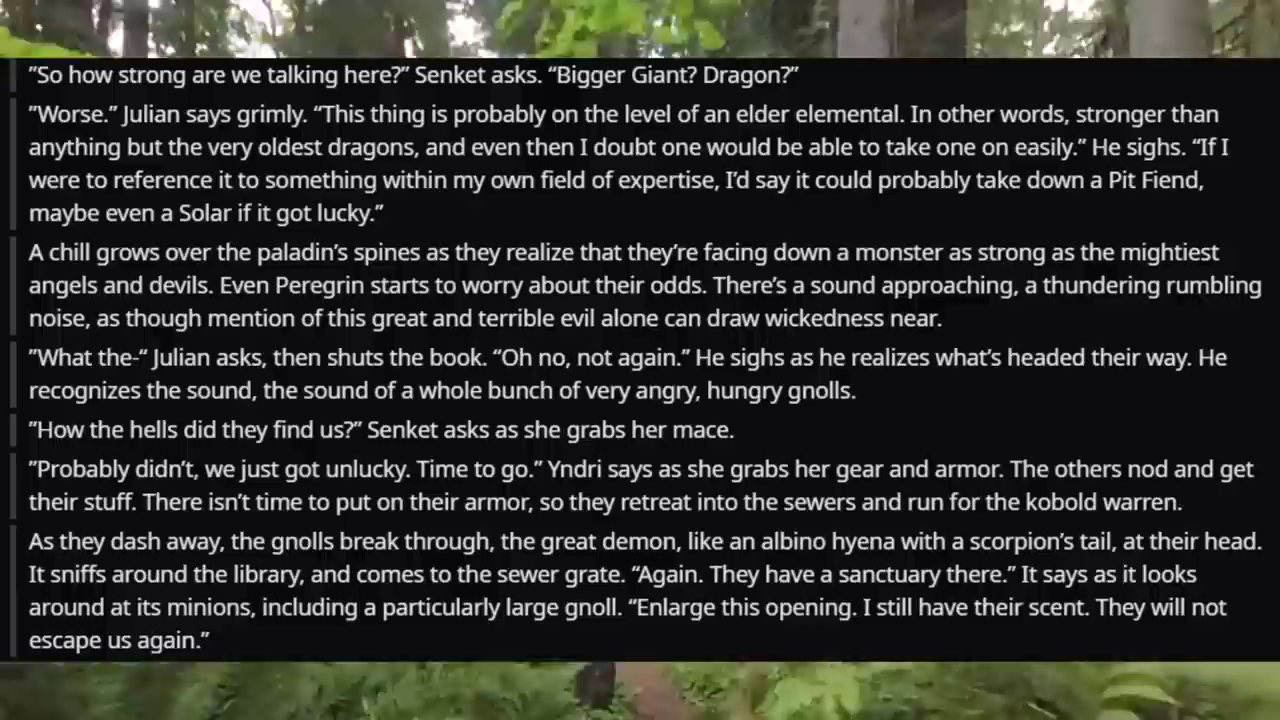 ”So how strong are we talking here?” Senket asks. “Bigger Giant? Dragon?”
”Worse.” Julian says grimly. “This thing is probably on the level of an elder elemental. In other words, stronger than
anything but the very oldest dragons, and even then I doubt one would be able to take one on easily.” He sighs. “If I
were to reference it to something within my own field of expertise, I’d say it could probably take down a Pit Fiend,
maybe even a Solar if it got lucky.”
A chill grows over the paladin’s spines as they realize that they’re facing down a monster as strong as the mightiest
angels and devils. Even Peregrin starts to worry about their odds. There’s a sound approaching, a thundering rumbling
noise, as though mention of this great and terrible evil alone can draw wickedness near.
”What the-“ Julian asks, then shuts the book. “Oh no, not again.” He sighs as he realizes what’s headed their way. He
recognizes the sound, the sound of a whole bunch of very angry, hungry gnolls.
”How the hells did they find us?” Senket asks as she grabs her mace.
”Probably didn’t, we just got unlucky. Time to go.” Yndri says as she grabs her gear and armor. The others nod and get
their stuff. There isn’t time to put on their armor, so they retreat into the sewers and run for the kobold warren.
As they dash away, the gnolls break through, the great demon, like an albino hyena with a scorpion’s tail, at their head.
It sniffs around the library, and comes to the sewer grate. “Again. They have a sanctuary there.” It says as it looks
around at its minions, including a particularly large gnoll. “Enlarge this opening. I still have their scent. They will not
escape us again.”